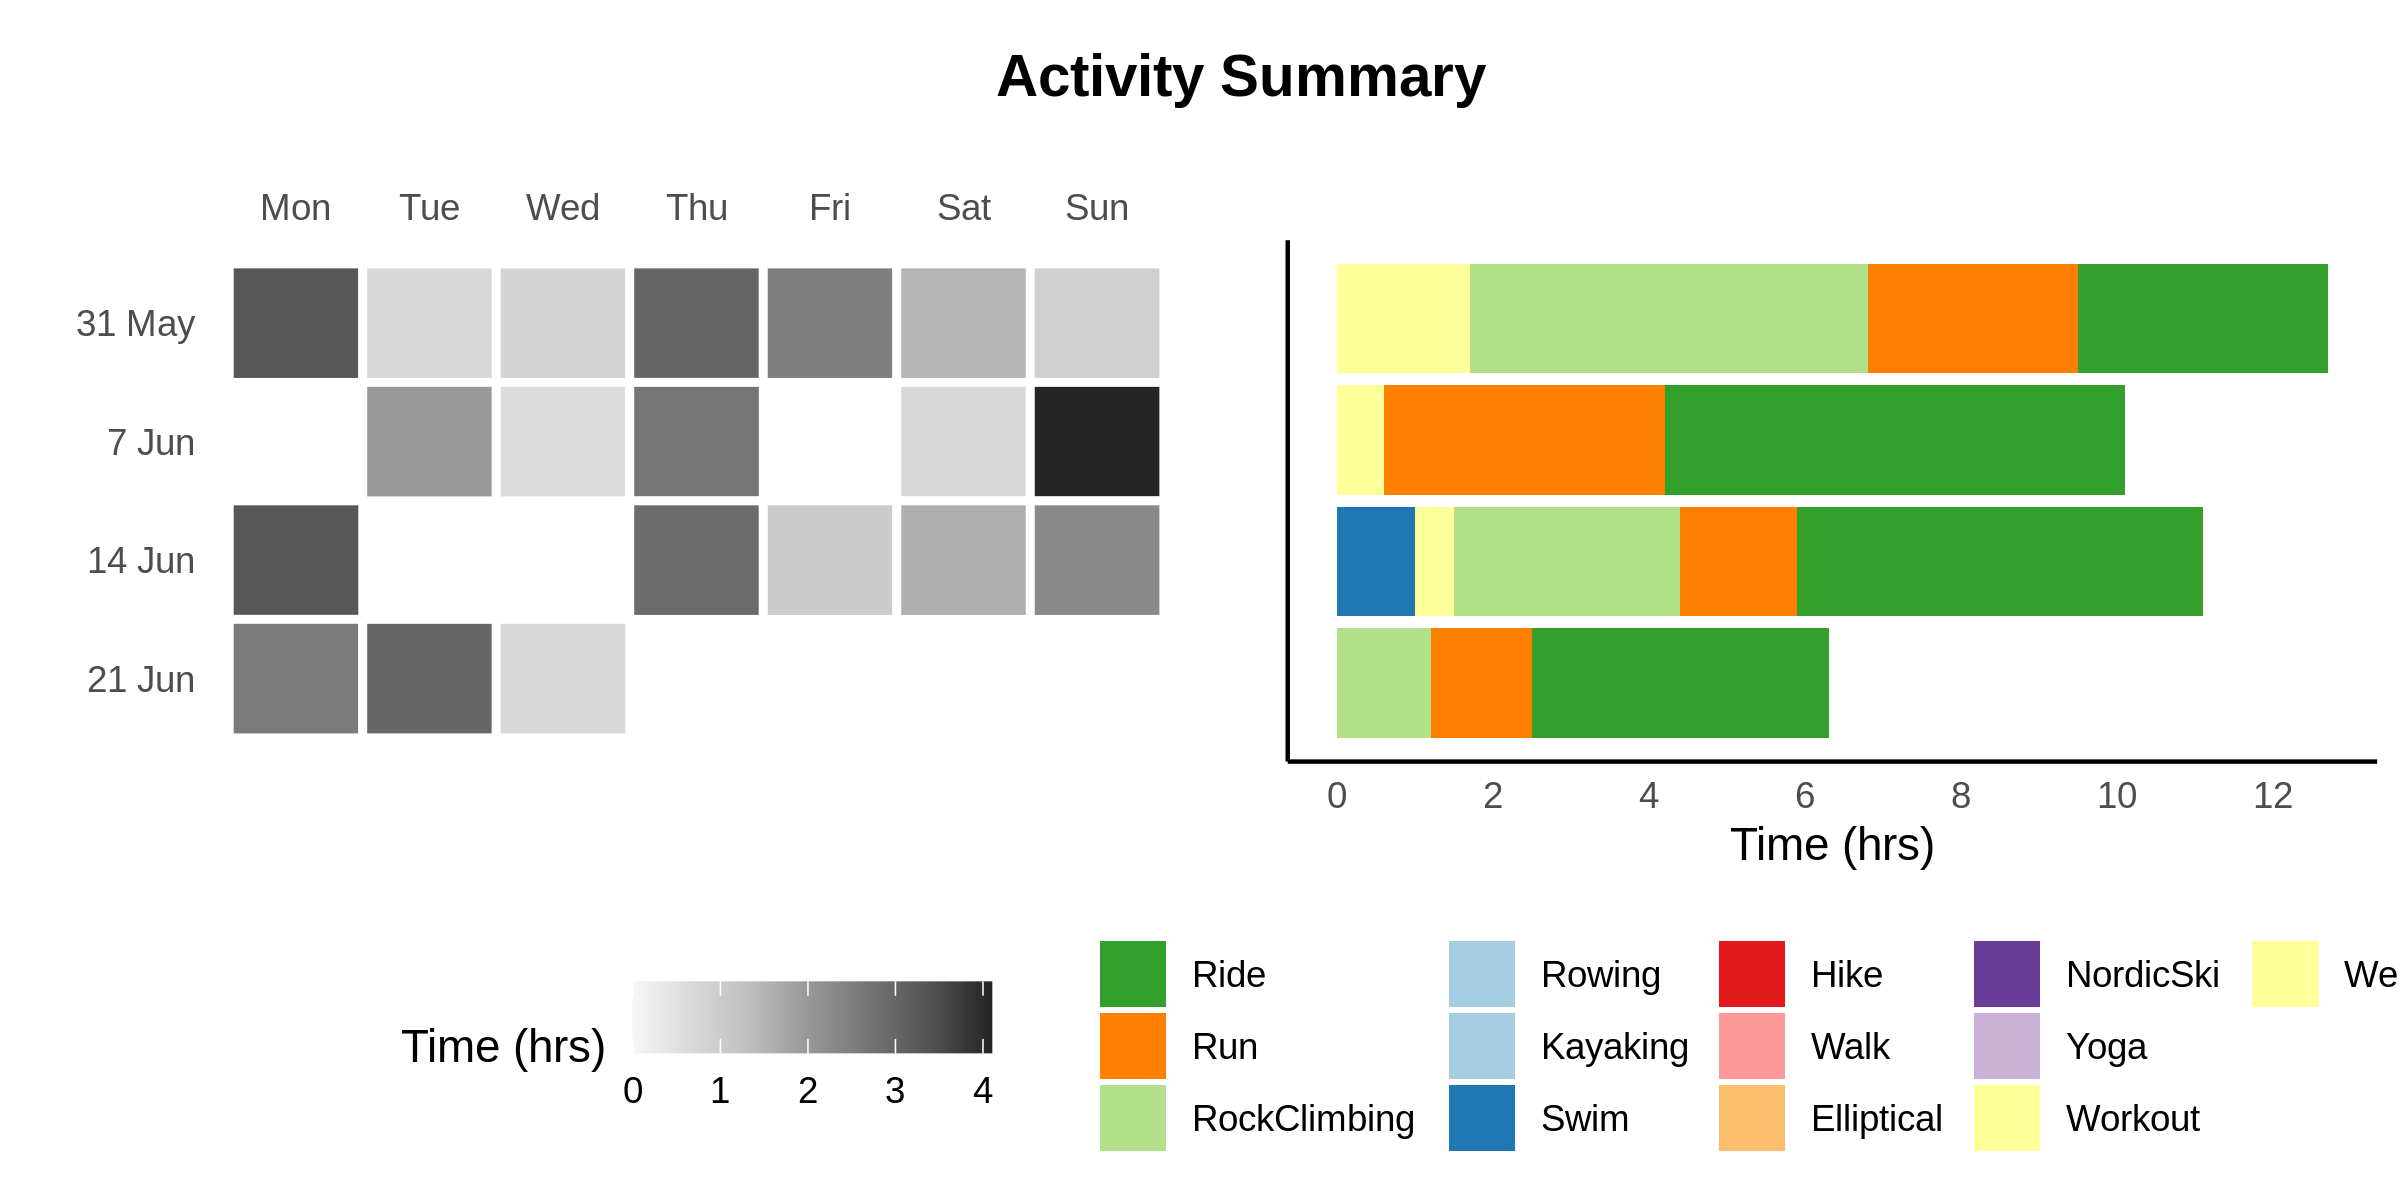 Activity Summary
Mon Tue Wed Thu Fri Sat Sun
31 May
7 Jun
14 Jun
21 Jun
0 2 4 6 8 10 12
Time (hrs)
Time (hrs)
0 1 2 3 4
Ride Rowing Hike NordicSki We
Run Kayaking Walk Yoga
RockClimbing Swim Elliptical Workout